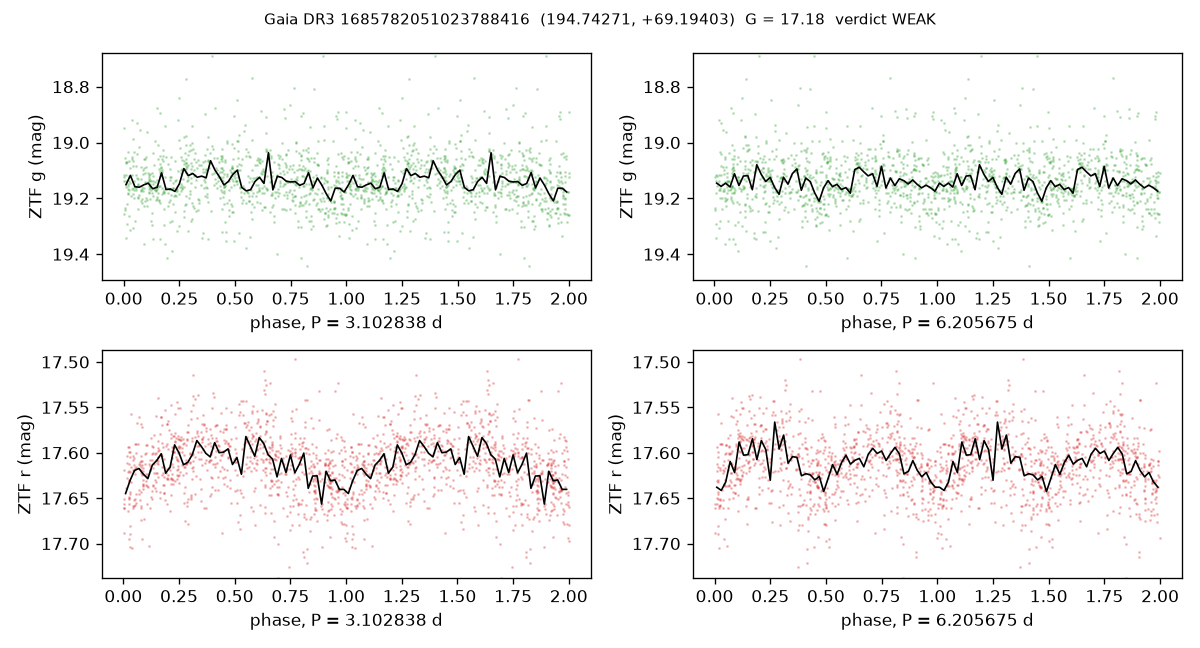 Gaia DR3 1685782051023788416 (194.74271, +69.19403) G = 17.18 verdict WEAK
ZTF g (mag)
18.8
19.0
19.2
19.4
0.00 0.25 0.50 0.75 1.00 1.25 1.50 1.75 2.00
phase, P = 3.102838 d
ZTF g (mag)
18.8
19.0
19.2
19.4
0.00 0.25 0.50 0.75 1.00 1.25 1.50 1.75 2.00
phase, P = 6.205675 d
ZTF r (mag)
17.50
17.55
17.60
17.65
17.70
0.00 0.25 0.50 0.75 1.00 1.25 1.50 1.75 2.00
phase, P = 3.102838 d
ZTF r (mag)
17.50
17.55
17.60
17.65
17.70
0.00 0.25 0.50 0.75 1.00 1.25 1.50 1.75 2.00
phase, P = 6.205675 d